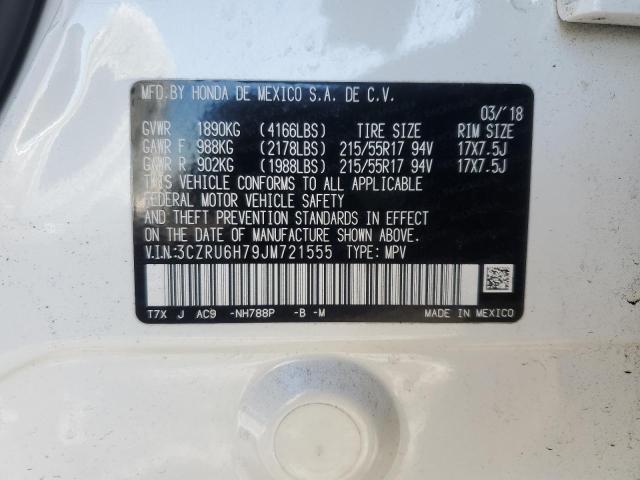 MFD.BY HONDA DE MEXICO S.A. DE C.V.
03/'18
GVWR 1890KG (4166LBS) TIRE SIZE RIM SIZE
GAWR F 988KG (2178LBS) 215/55R17 94V 17X7.5J
GAWR R 902KG (1988LBS) 215/55R17 94V 17X7.5J
THIS VEHICLE CONFORMS TO ALL APPLICABLE
FEDERAL MOTOR VEHICLE SAFETY
AND THEFT PREVENTION STANDARDS IN EFFECT
ON THE DATE OF MANUFACTURE SHOWN ABOVE.
V.I.N.:3CZRU6H79JM721555 TYPE: MPV
T7X J AC9 -NH788P -B -M MADE IN MEXICO